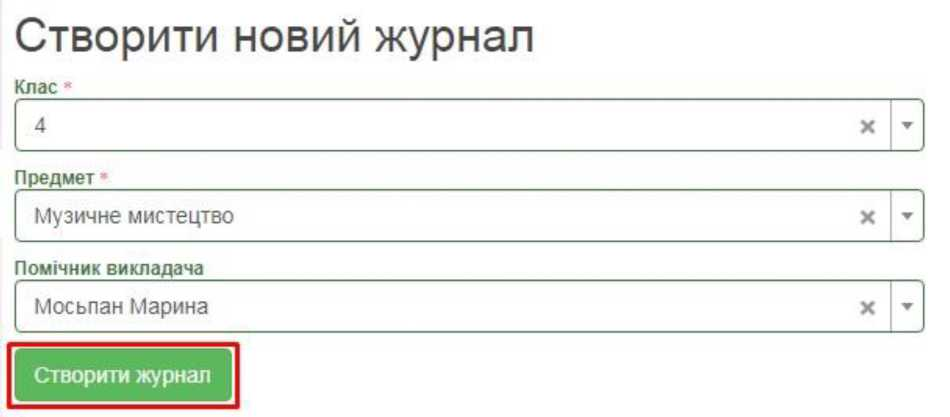 Створити новий журнал
Клас *
4
Предмет *
Музичне мистецтво
Помічник викладача
Мосьпан Марина
Створити журнал